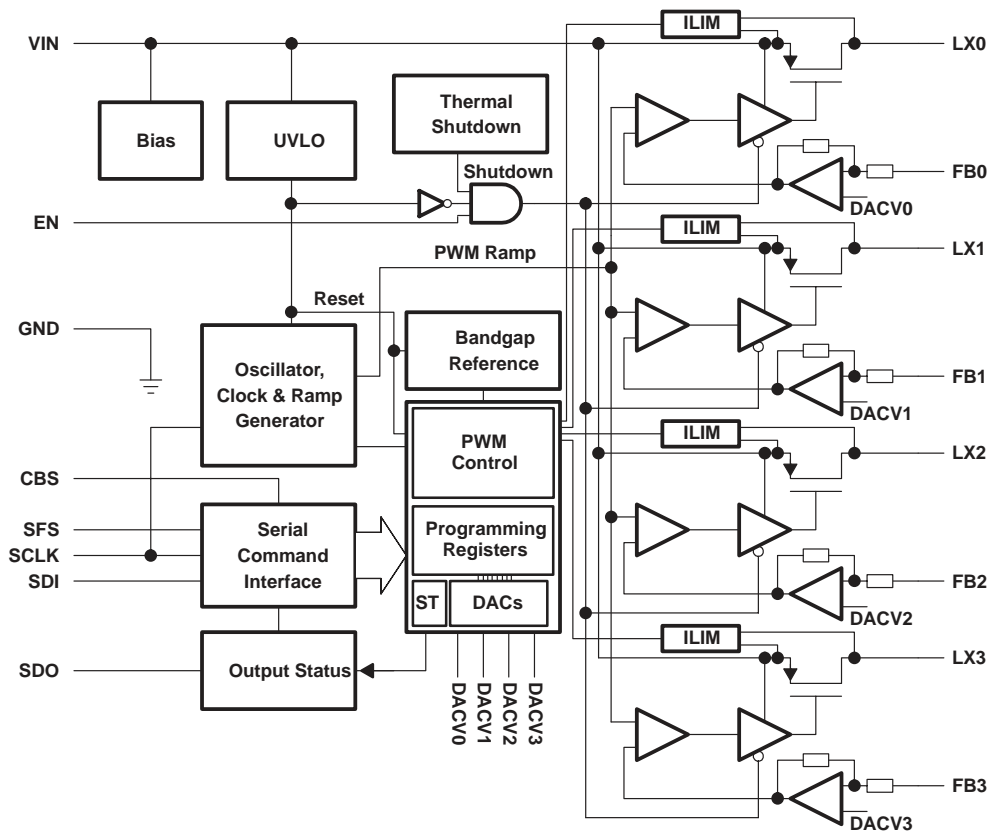 VIN
ILIM
LX0
Bias
UVLO
Thermal
Shutdown
Shutdown
FB0
DACV0
EN
ILIM
LX1
PWM Ramp
Reset
GND
Oscillator,
Clock & Ramp
Generator
Bandgap
Reference
FB1
DACV1
PWM
Control
ILIM
LX2
CBS
SFS
SCLK
SDI
Serial
Command
Interface
Programming
Registers
ST
DACs
FB2
DACV2
SDO
Output Status
DACV0
DACV1
DACV2
DACV3
ILIM
LX3
FB3
DACV3